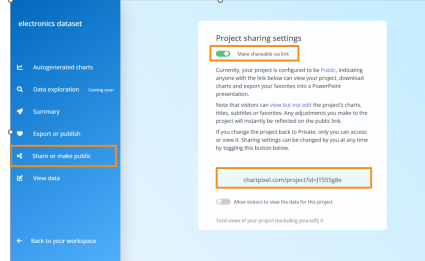 electronics dataset
Autogenerated charts
Data exploration Coming soon
Summary
Export or publish
Share or make public
View data
Back to your workspace
Project sharing settings
Make shareable via link
Currently, your project is configured to be Public, indicating
anyone with the link below can view your project, download
charts and export your favorites into a PowerPoint
presentation.
Note that visitors can view but not edit the project's charts,
titles, subtitles or favorites. Any adjustments you make to the
project will instantly be reflected on the public link.
If you change the project back to Private, only you can access
or view it. Sharing settings can be changed by you at any time
by toggling this button below.
chartpixel.com/project?id=JT555g8e
Allow visitors to view the data for this project
Total views of your project (excluding yourself): 0